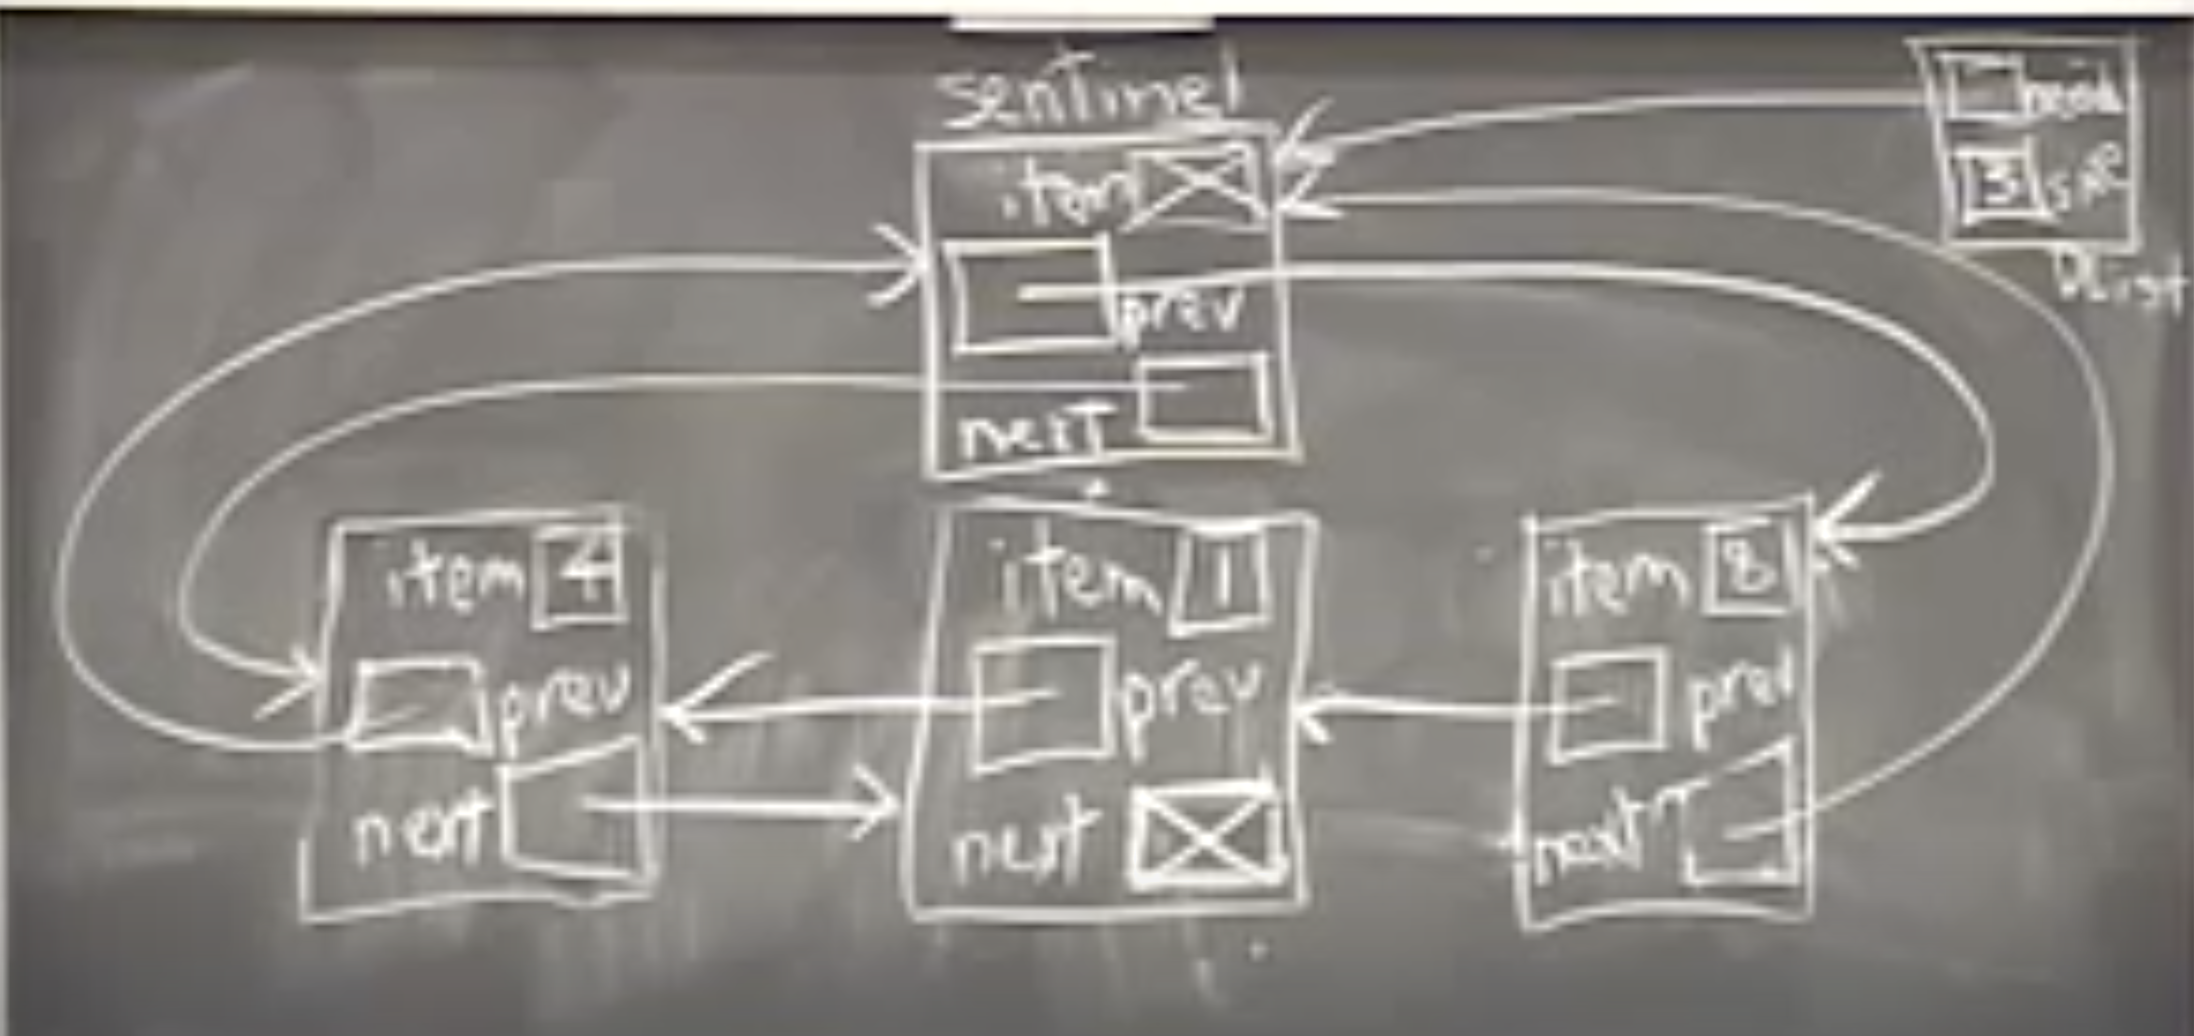 sentinel
head
item
3 size
prev
DList
next
item 4
prev
next
item 1
prev
next
item 8
prev
next